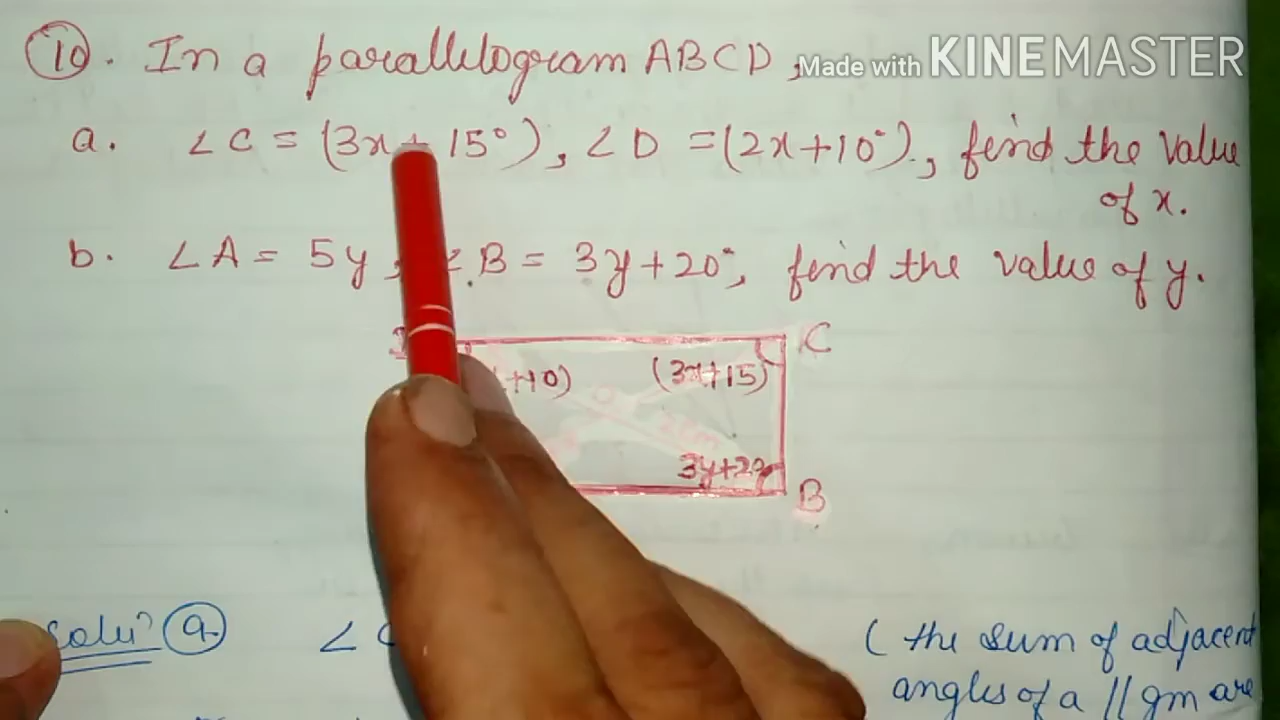 10. In a parallelogram ABCD,
Made with KINEMASTER
a. ∠C = (3x + 15°), ∠D = (2x+10°), find the value
of x.
b. ∠A = 5y, B = 3y+20°, find the value of y.
C
+10) (3x+15)
3y+20
B
solu? a. ∠C (the sum of adjacent
angles of a ||gm are